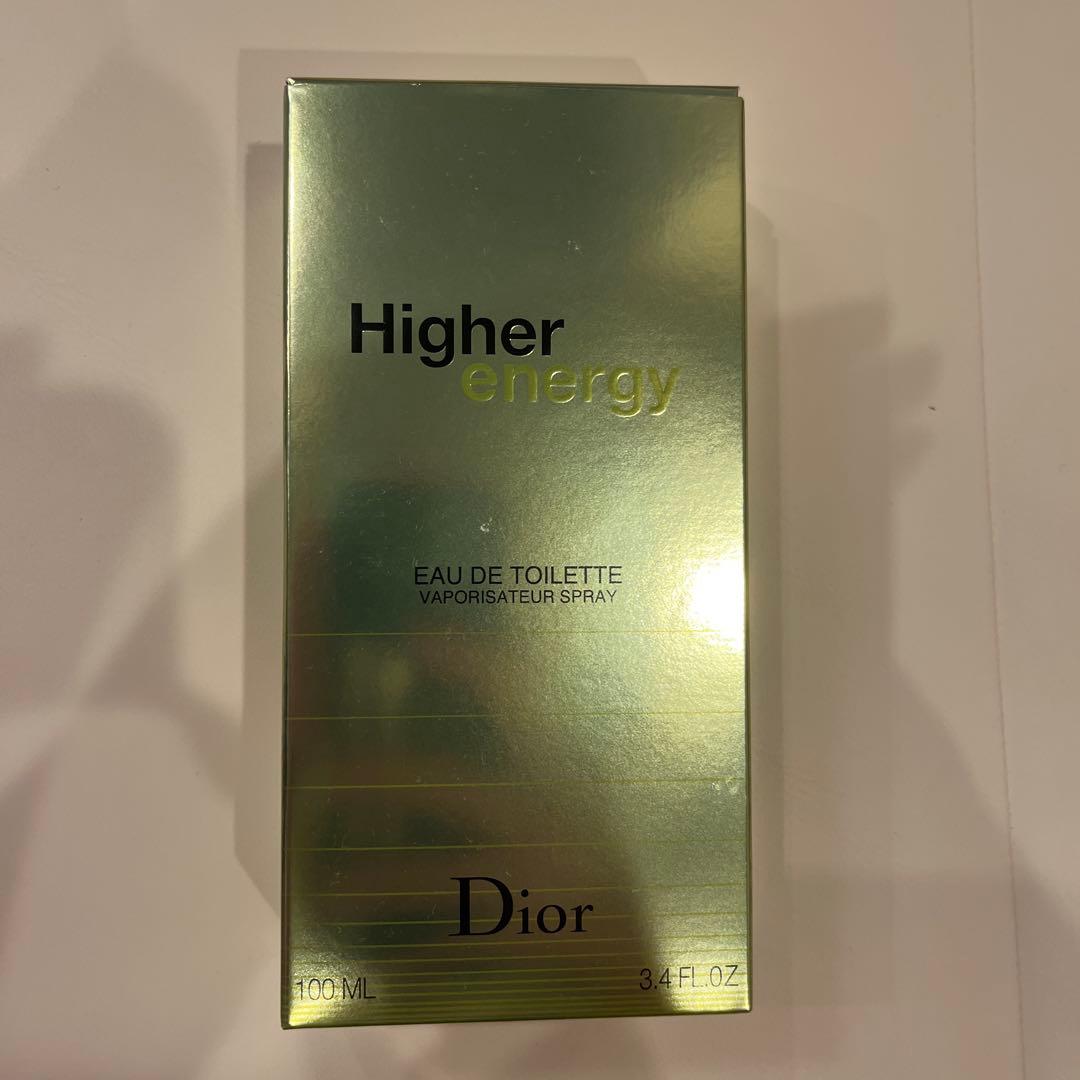 Higher
energy
EAU DE TOILETTE
VAPORISATEUR SPRAY
Dior
100 ML
3.4 FL.OZ